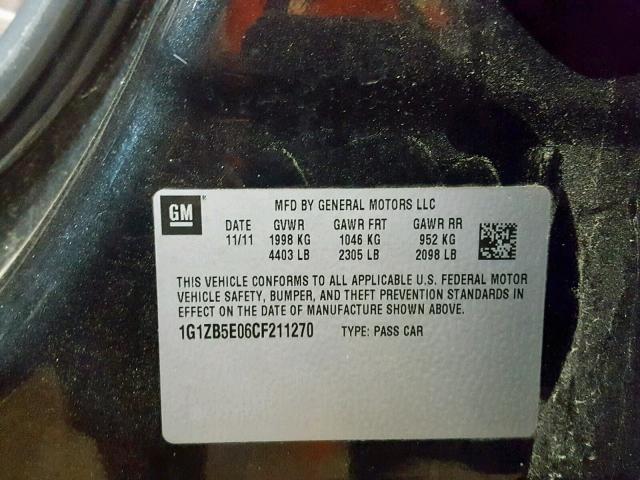 GM®
MFD BY GENERAL MOTORS LLC
DATE GVWR GAWR FRT GAWR RR
11/11 1998 KG 1046 KG 952 KG
4403 LB 2305 LB 2098 LB
THIS VEHICLE CONFORMS TO ALL APPLICABLE U.S. FEDERAL MOTOR
VEHICLE SAFETY, BUMPER, AND THEFT PREVENTION STANDARDS IN
EFFECT ON THE DATE OF MANUFACTURE SHOWN ABOVE.
1G1ZB5E06CF211270 TYPE: PASS CAR